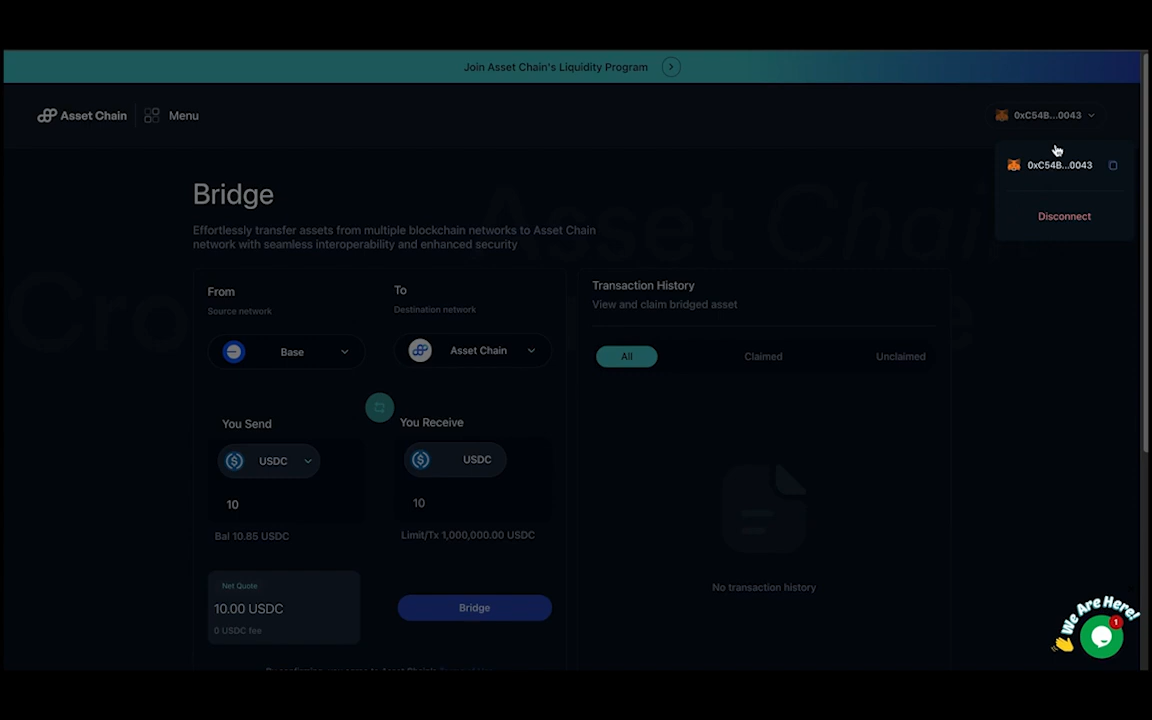 Join Asset Chain's Liquidity Program
Asset Chain
Menu
0xC54B...0043
0xC54B...0043
Disconnect
Bridge
Effortlessly transfer assets from multiple blockchain networks to Asset Chain
network with seamless interoperability and enhanced security
From
Source network
To
Destination network
Base
Asset Chain
You Send
You Receive
USDC
USDC
10
10
Bal 10.85 USDC
Limit/Tx 1,000,000.00 USDC
Net Quote
10.00 USDC
0 USDC fee
Bridge
Transaction History
View and claim bridged asset
All
Claimed
Unclaimed
No transaction history
We Are Here!
1